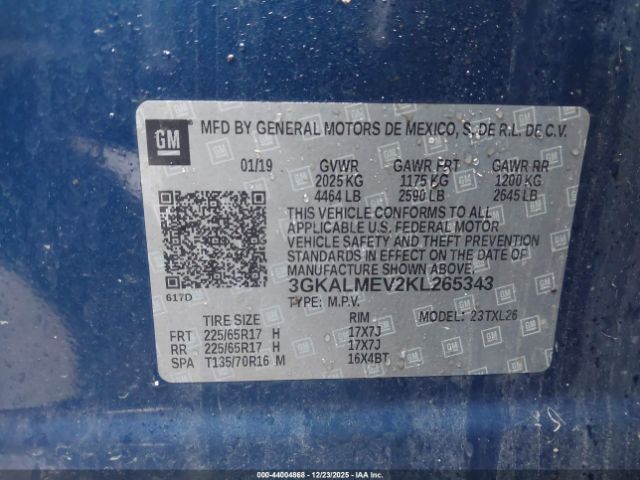 GM
MFD BY GENERAL MOTORS DE MEXICO, S. DE R.L. DE C.V.
01/19 GVWR GAWR FRT GAWR RR
2025 KG 1175 KG 1200 KG
4464 LB 2590 LB 2645 LB
THIS VEHICLE CONFORMS TO ALL
APPLICABLE U.S. FEDERAL MOTOR
VEHICLE SAFETY AND THEFT PREVENTION
STANDARDS IN EFFECT ON THE DATE OF
MANUFACTURE SHOWN ABOVE.
3GKALMEV2KL265343
617D
TYPE: M.P.V. MODEL: 23TXL26
TIRE SIZE RIM
FRT 225/65R17 H 17X7J
RR 225/65R17 H 17X7J
SPA T135/70R16 M 16X4BT
000-44004868 • 12/23/2025 • IAAI.COM